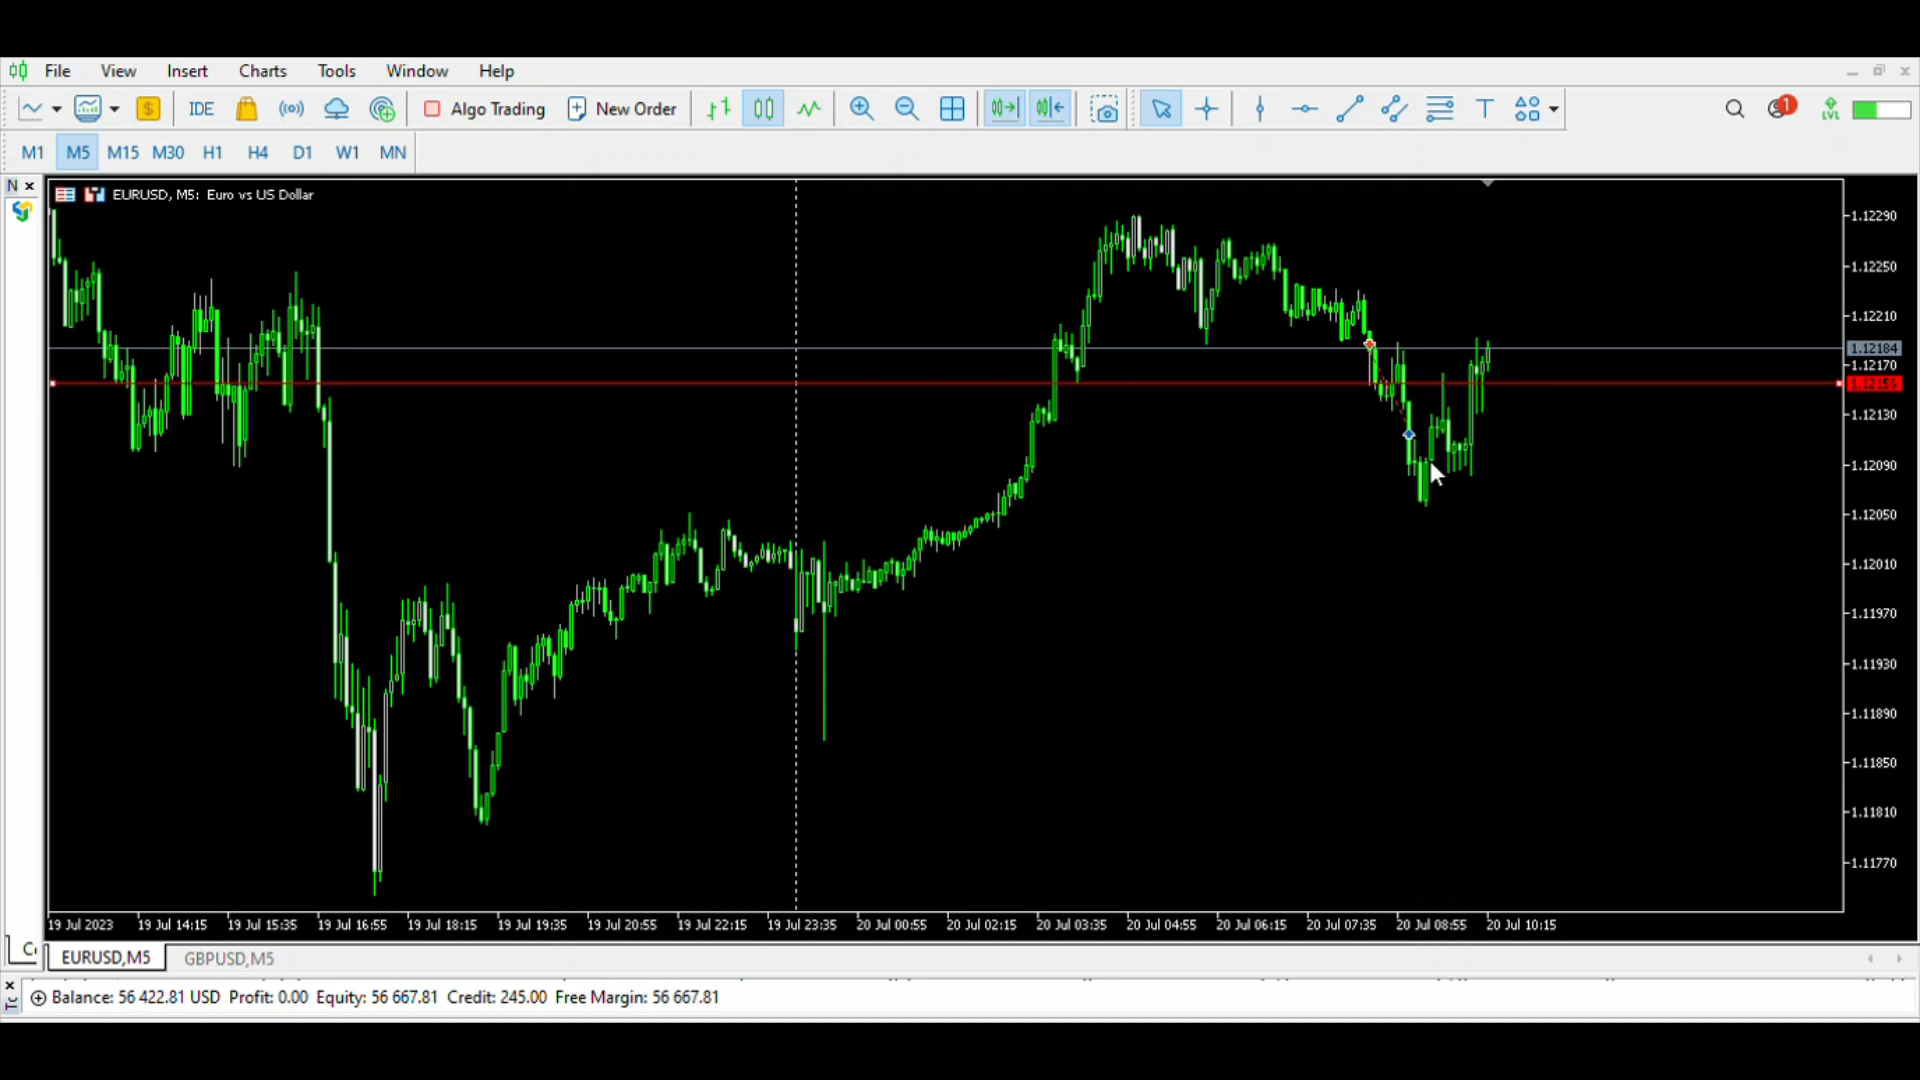 File View Insert Charts Tools Window Help
IDE Algo Trading New Order 1 LVL
M1 M5 M15 M30 H1 H4 D1 W1 MN
N
EURUSD, M5: Euro vs US Dollar
1.12290
1.12250
1.12210
1.12184
1.12170
1.12130
1.12090
1.12050
1.12010
1.11970
1.11930
1.11890
1.11850
1.11810
1.11770
19 Jul 2023 19 Jul 14:15 19 Jul 15:35 19 Jul 16:55 19 Jul 18:15 19 Jul 19:35 19 Jul 20:55 19 Jul 22:15 19 Jul 23:35 20 Jul 00:55 20 Jul 02:15 20 Jul 03:35 20 Jul 04:55 20 Jul 06:15 20 Jul 07:35 20 Jul 08:55 20 Jul 10:15
EURUSD,M5 GBPUSD,M5
Balance: 56 422.81 USD Profit: 0.00 Equity: 56 667.81 Credit: 245.00 Free Margin: 56 667.81